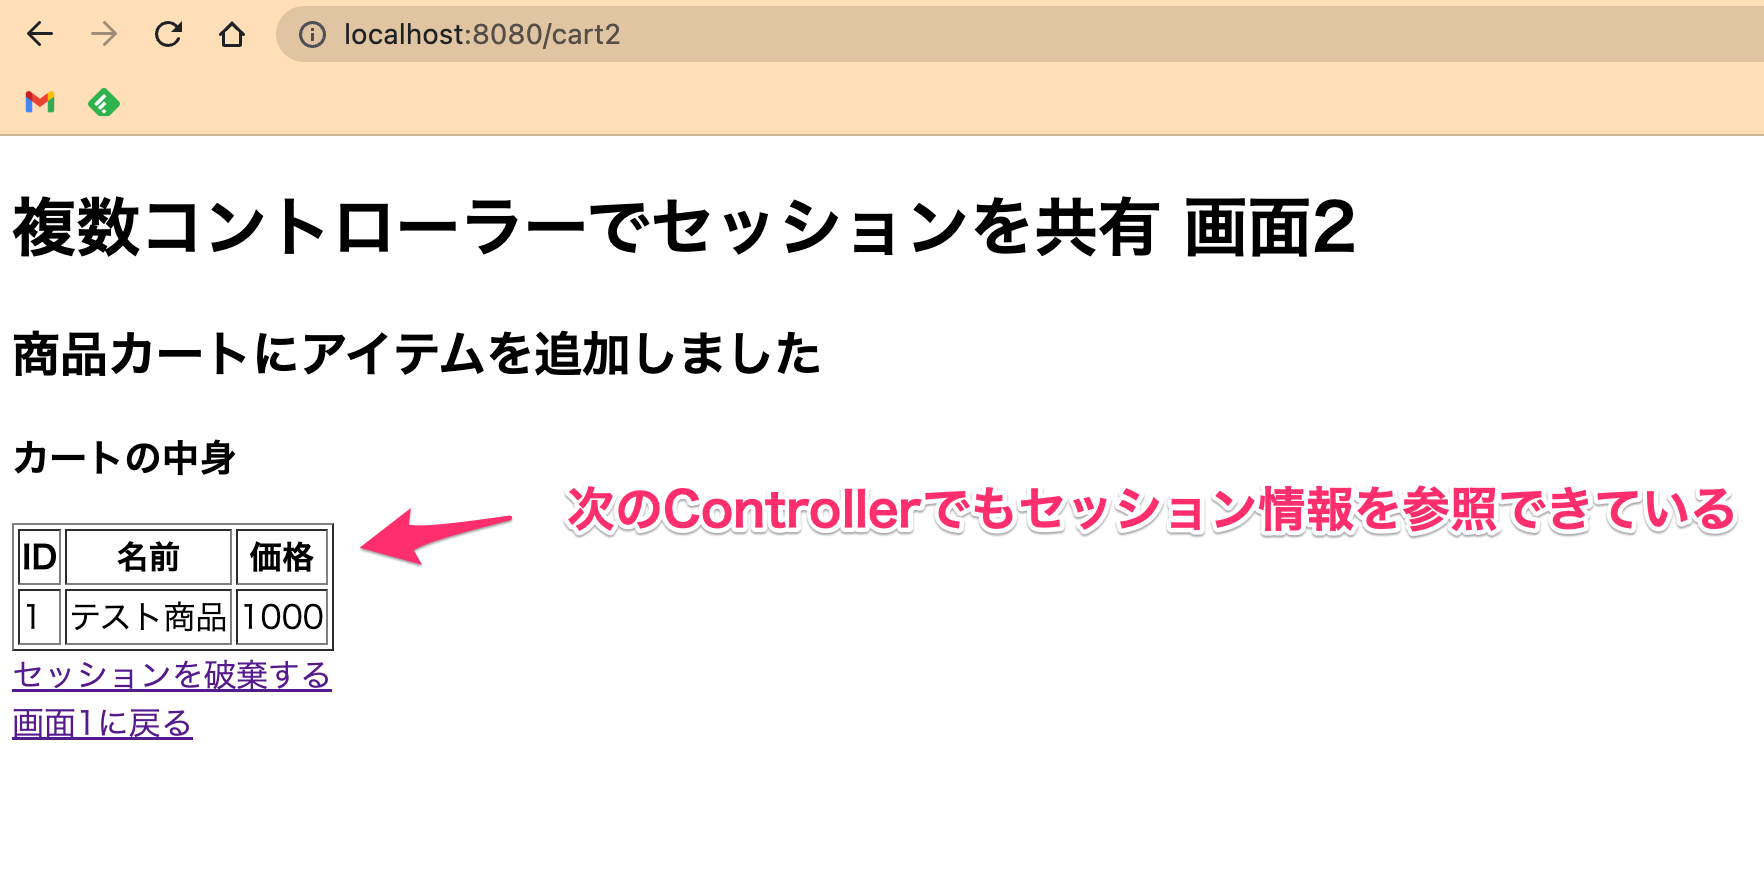 localhost:8080/cart2
複数コントローラーでセッションを共有 画面2
商品カートにアイテムを追加しました
カートの中身
次のControllerでもセッション情報を参照できている
ID 名前 価格
1 テスト商品 1000
セッションを破棄する
画面1に戻る